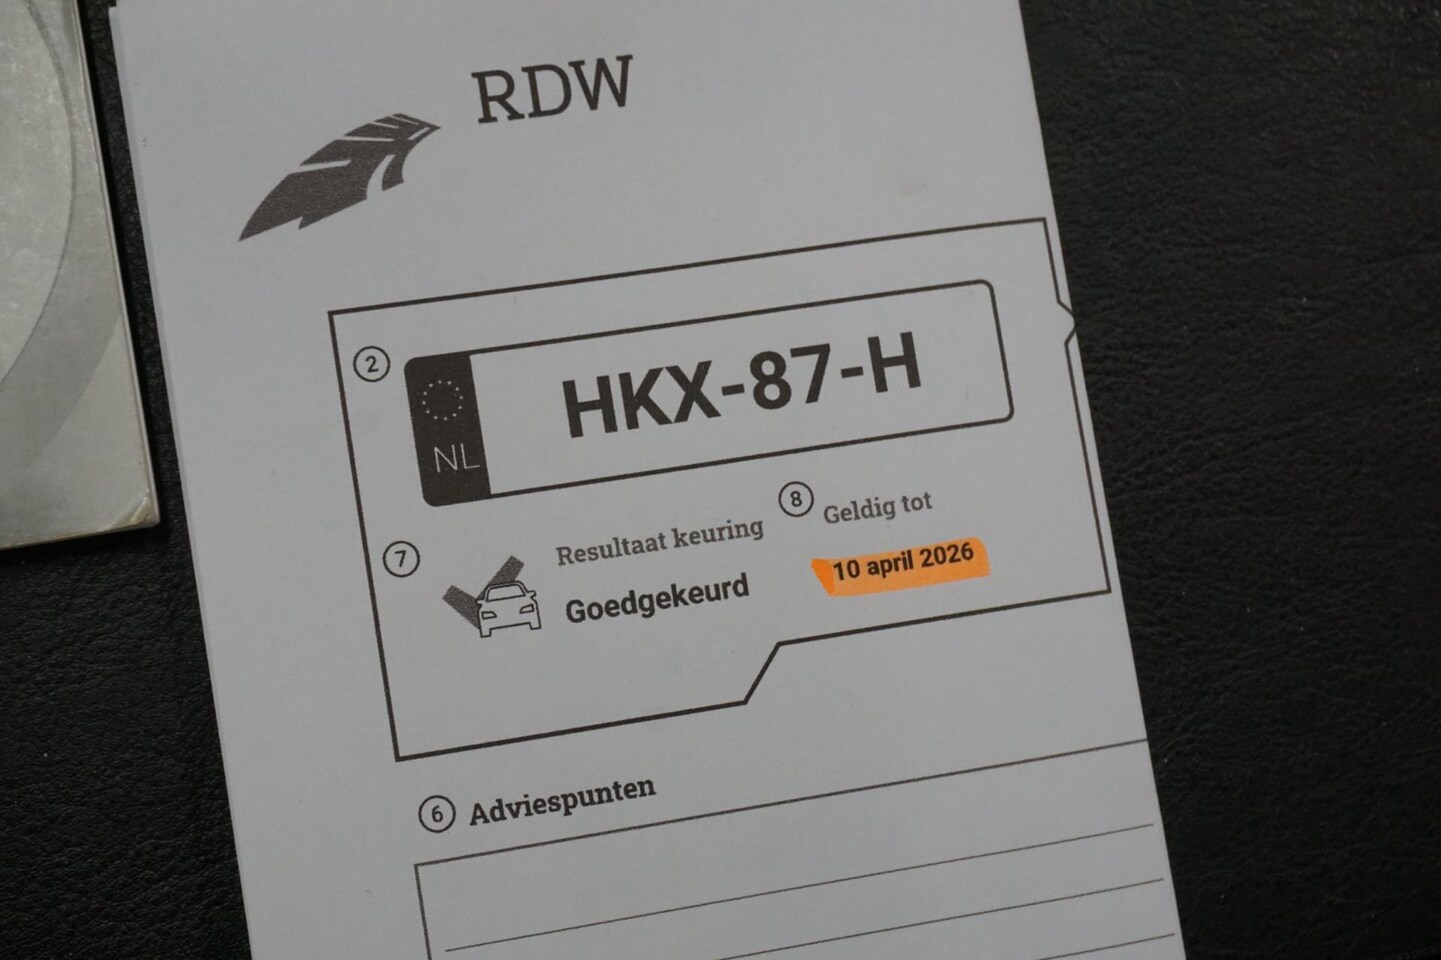 RDW
2
NL
HKX-87-H
7
Resultaat keuring
Goedgekeurd
8
Geldig tot
10 april 2026
6 Adviespunten